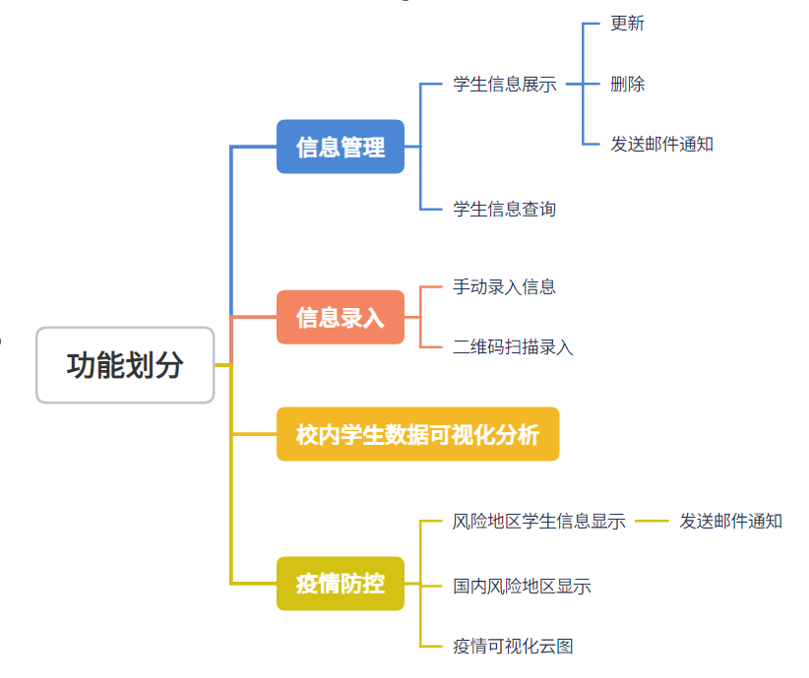 功能划分
信息管理
学生信息展示
更新
删除
发送邮件通知
学生信息查询
信息录入
手动录入信息
二维码扫描录入
校内学生数据可视化分析
疫情防控
风险地区学生信息显示
发送邮件通知
国内风险地区显示
疫情可视化云图